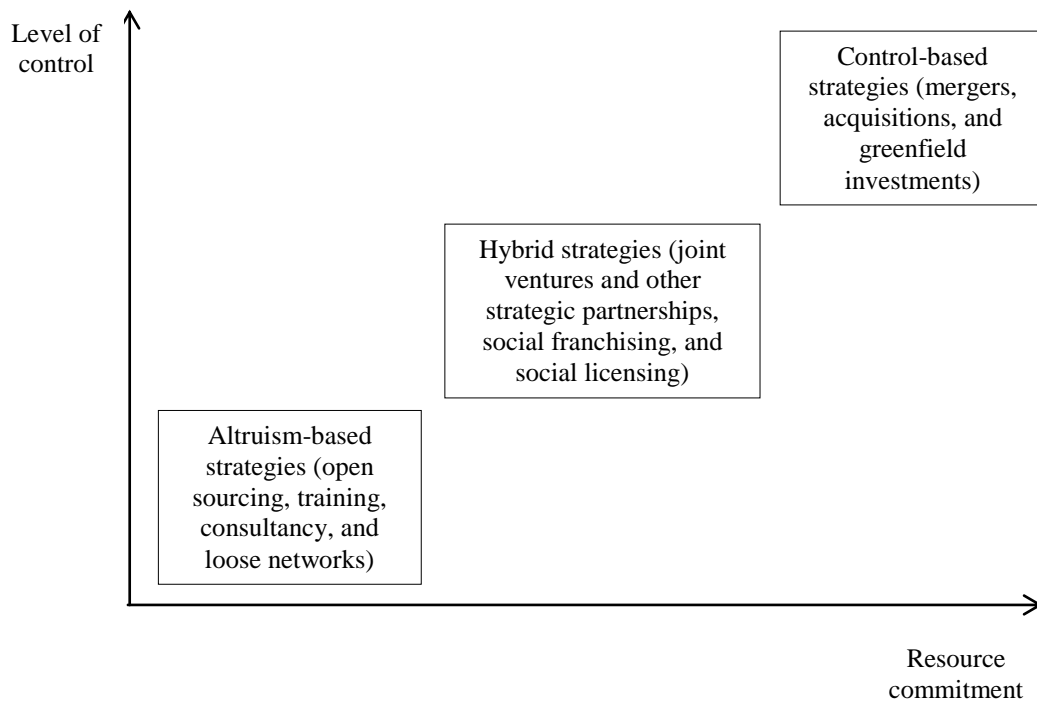 Level of
control
Control-based
strategies (mergers,
acquisitions, and
greenfield
investments)
Hybrid strategies (joint
ventures and other
strategic partnerships,
social franchising, and
social licensing)
Altruism-based
strategies (open
sourcing, training,
consultancy, and
loose networks)
Resource
commitment